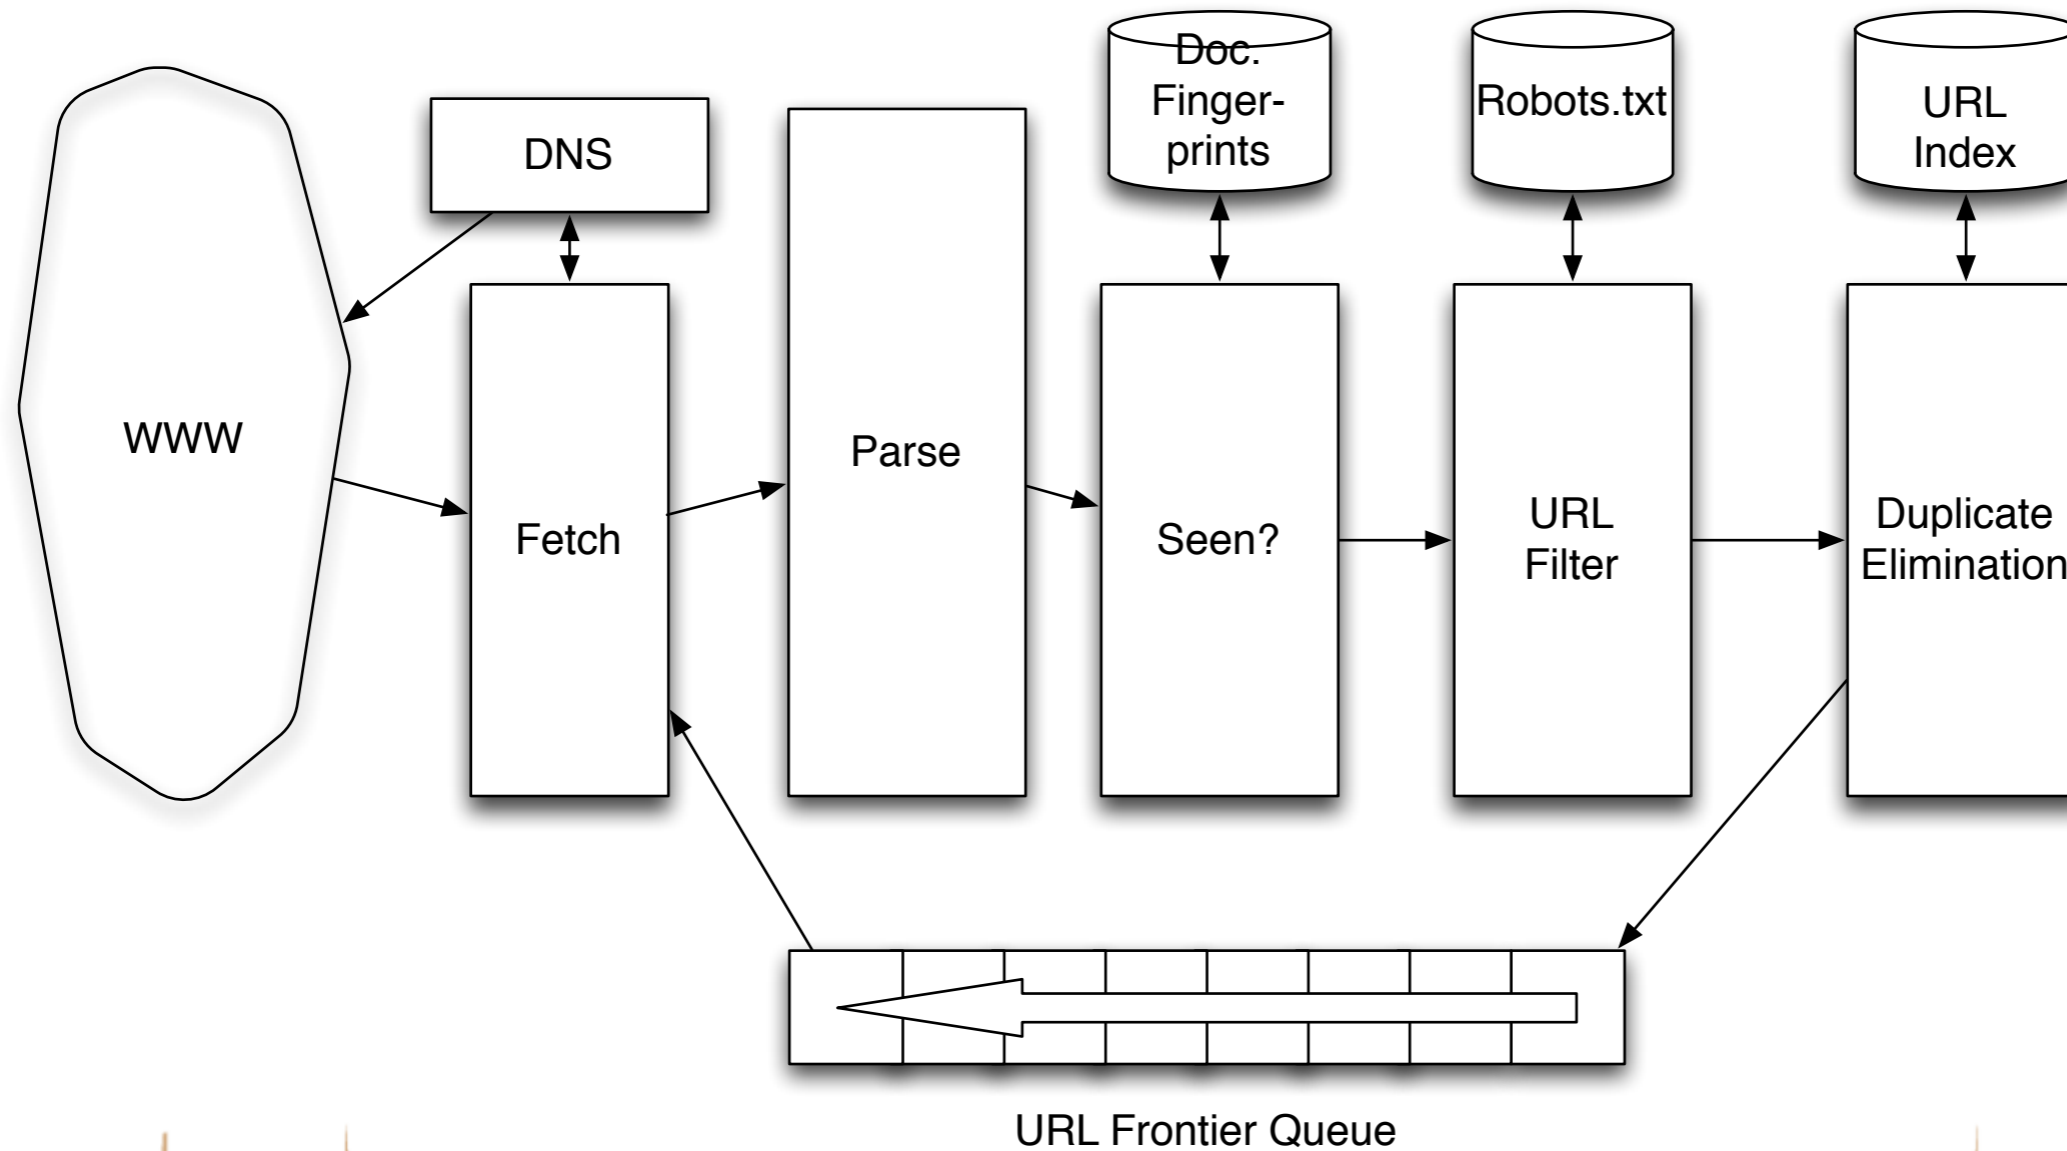 Doc.
Finger-
prints
Robots.txt
URL
Index
DNS
WWW
Fetch
Parse
Seen?
URL
Filter
Duplicate
Elimination
URL Frontier Queue